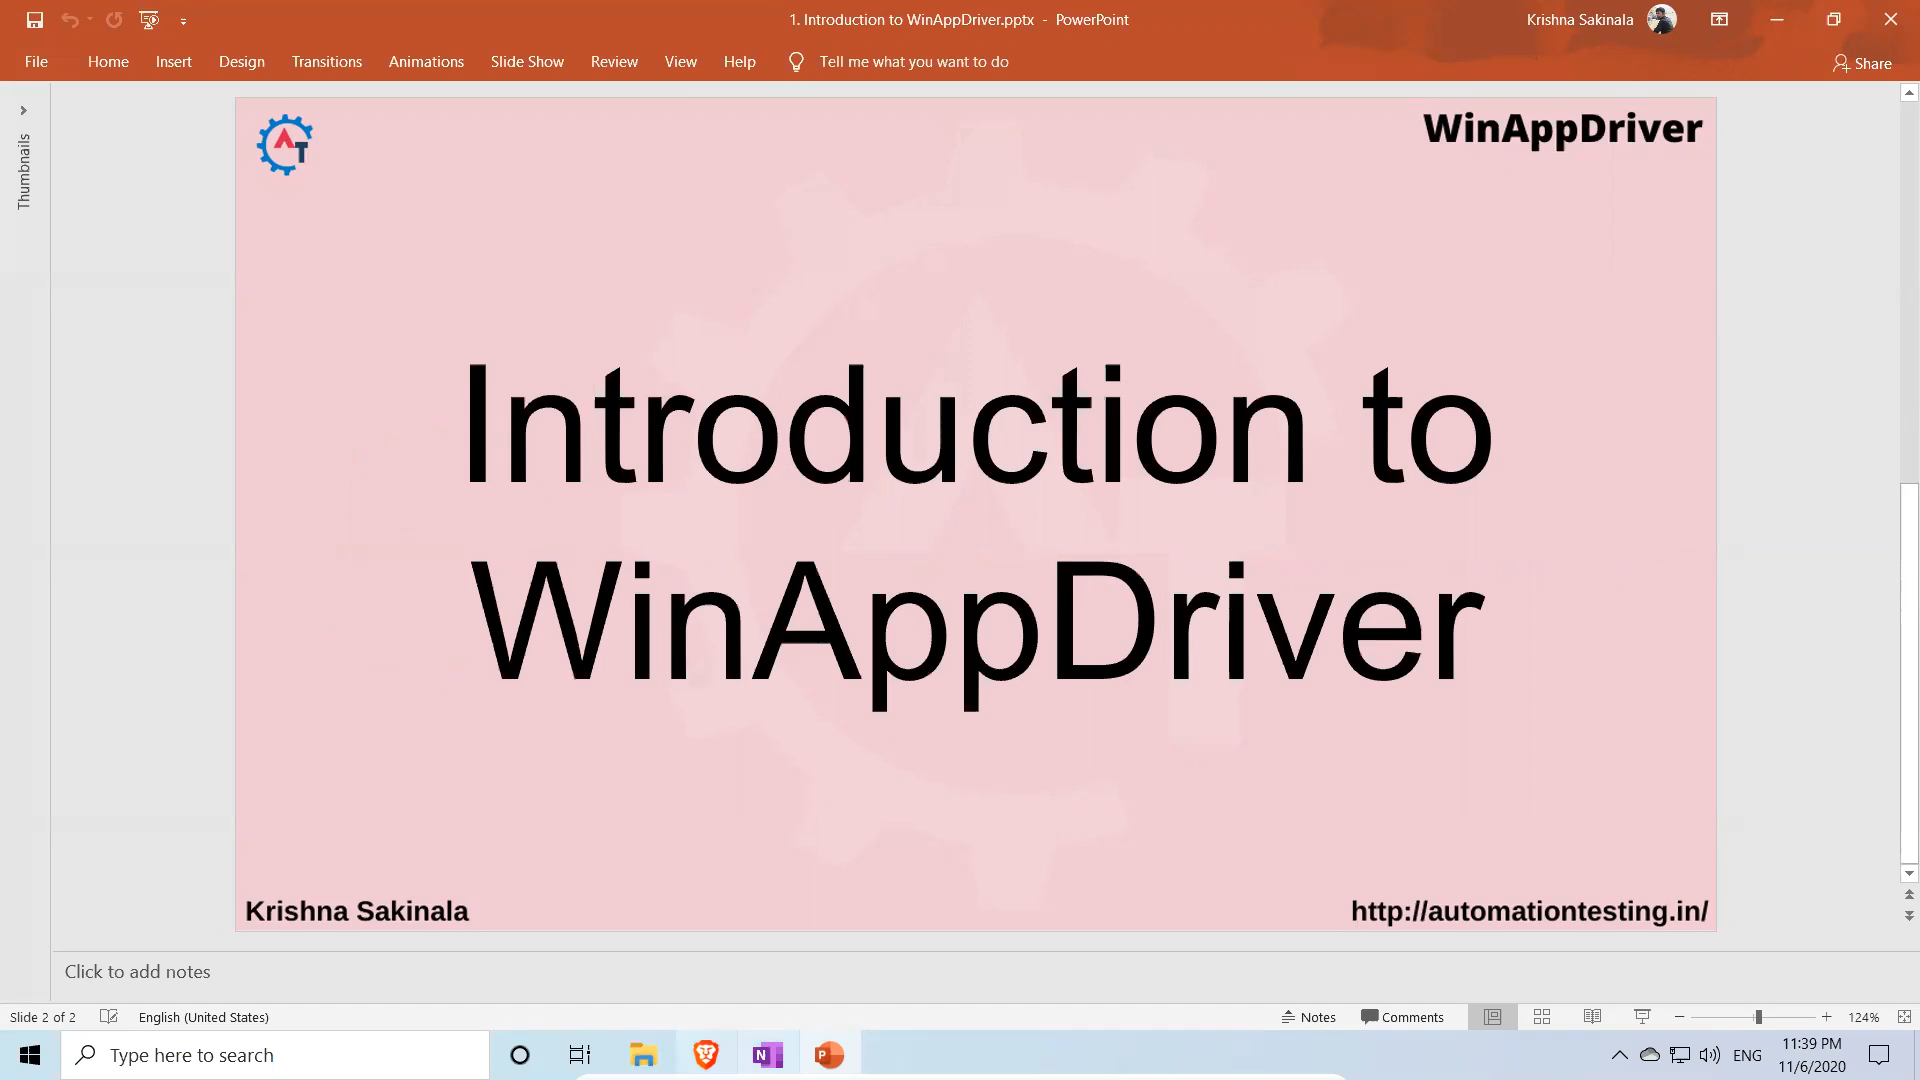 1. Introduction to WinAppDriver.pptx - PowerPoint
Krishna Sakinala
File Home Insert Design Transitions Animations Slide Show Review View Help Tell me what you want to do
Share
Thumbnails
AT
WinAppDriver
Introduction to
WinAppDriver
Krishna Sakinala
http://automationtesting.in/
Click to add notes
Slide 2 of 2 English (United States) Notes Comments 124%
Type here to search
N
P
ENG
11:39 PM
11/6/2020